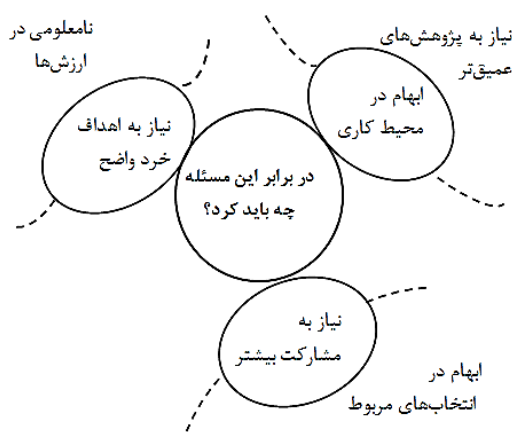 نیاز به پژوهش‌های
عمیق‌تر
ابهام در
محیط کاری
نامعلومی در
ارزش‌ها
نیاز به اهداف
خرد واضح
در برابر این مسئله
چه باید کرد؟
نیاز به
مشارکت بیشتر
ابهام در
انتخاب‌های مربوط